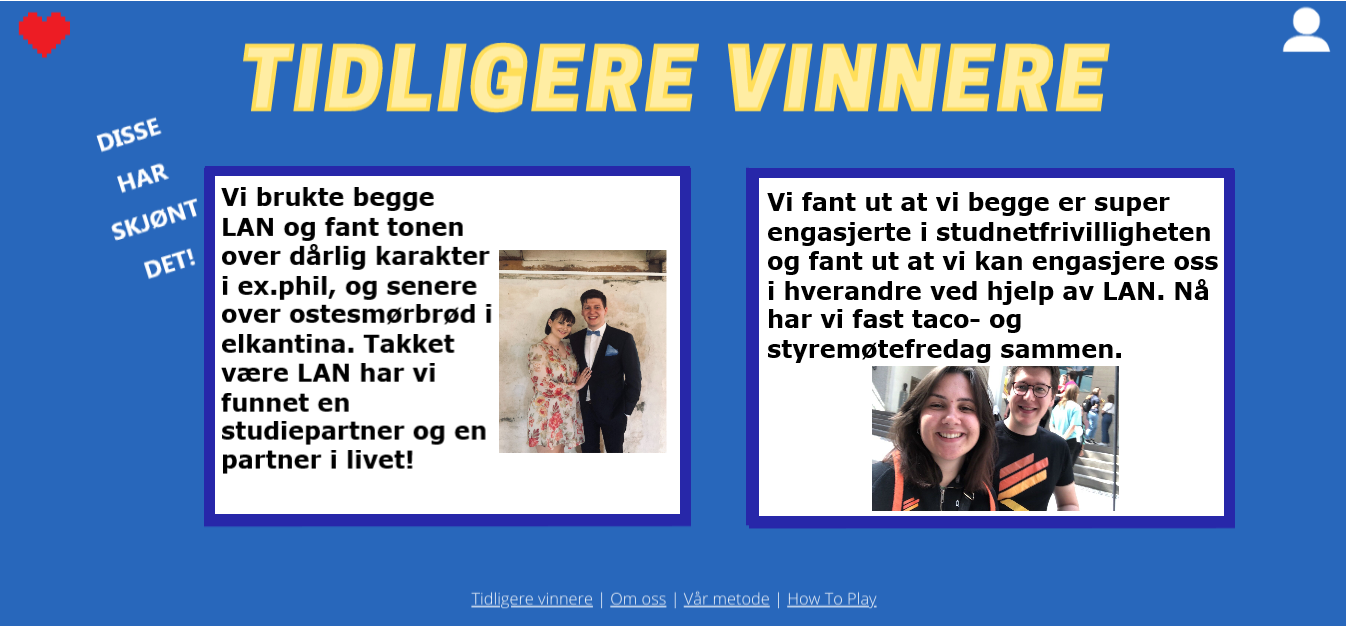 TIDLIGERE VINNERE
DISSE
HAR
SKJØNT
DET!
Vi brukte begge
LAN og fant tonen
over dårlig karakter
i ex.phil, og senere
over ostesmørbrød i
elkantina. Takket
være LAN har vi
funnet en
studiepartner og en
partner i livet!
Vi fant ut at vi begge er super
engasjerte i studnetfrivilligheten
og fant ut at vi kan engasjere oss
i hverandre ved hjelp av LAN. Nå
har vi fast taco- og
styremøtefredag sammen.
Tidligere vinnere | Om oss | Vår metode | How To Play